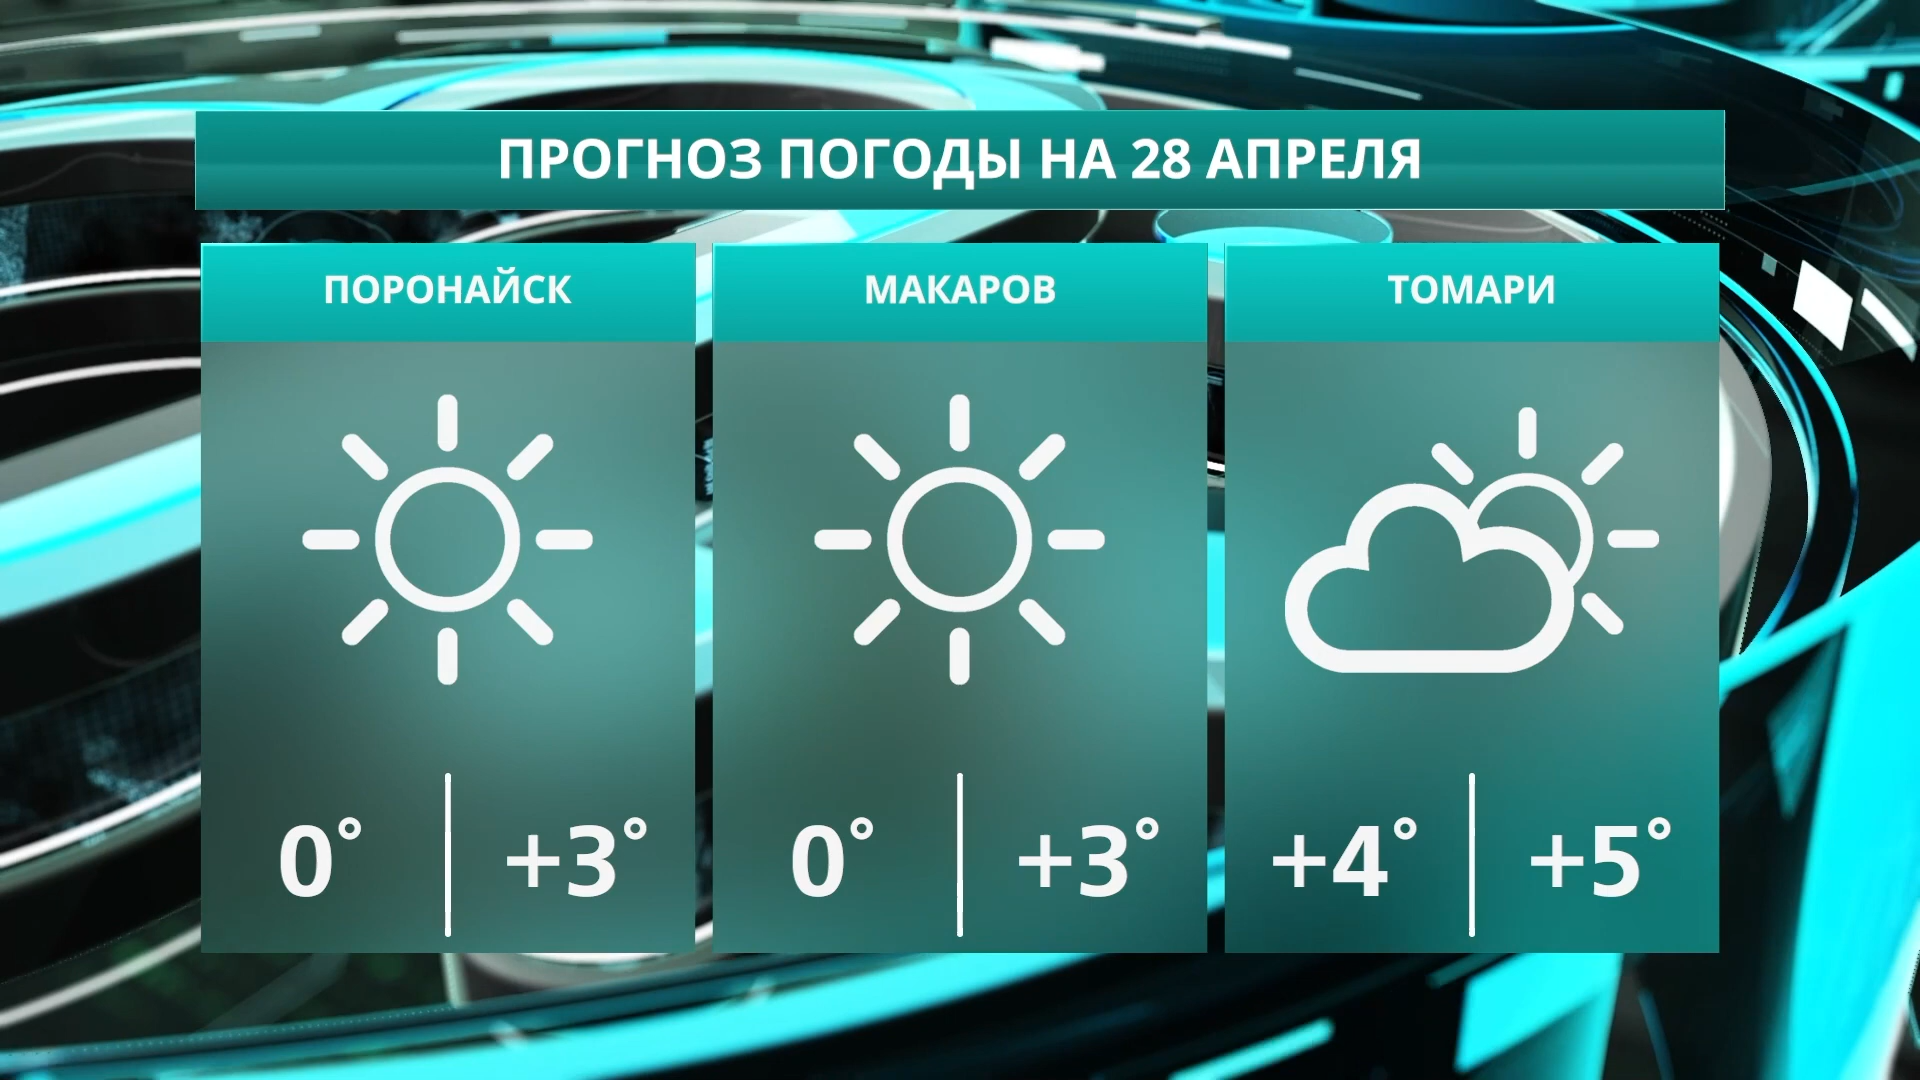 ПРОГНОЗ ПОГОДЫ НА 28 АПРЕЛЯ
ПОРОНАЙСК
0° +3°
МАКАРОВ
0° +3°
ТОМАРИ
+4° +5°